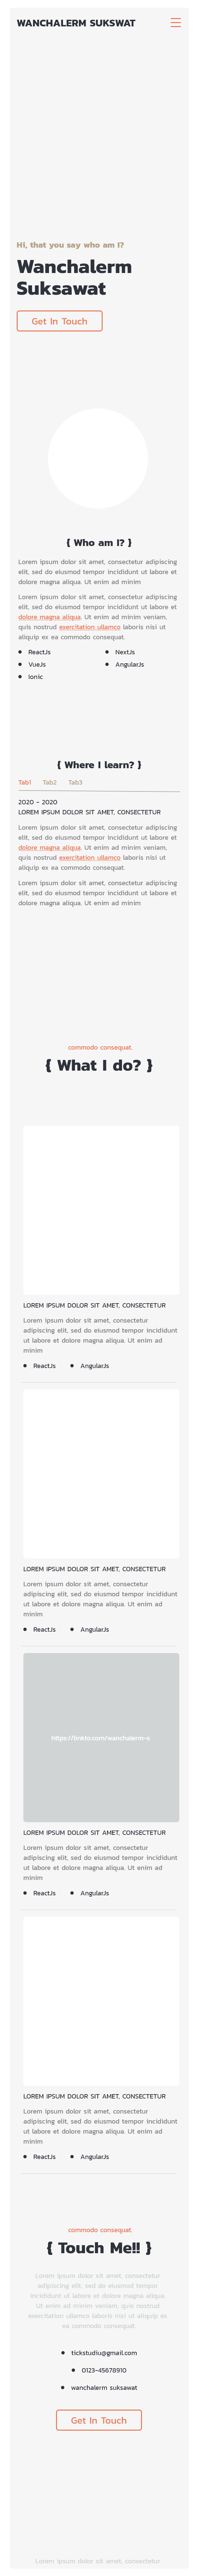 WANCHALERM SUKSWAT
Hi, that you say who am I?
Wanchalerm
Suksawat
Get In Touch
{ Who am I? }
Lorem ipsum dolor sit amet, consectetur adipiscing
elit, sed do eiusmod tempor incididunt ut labore et
dolore magna aliqua. Ut enim ad minim
Lorem ipsum dolor sit amet, consectetur adipiscing
elit, sed do eiusmod tempor incididunt ut labore et
dolore magna aliqua. Ut enim ad minim veniam,
quis nostrud exercitation ullamco laboris nisi ut
aliquip ex ea commodo consequat.
ReactJs NextJs
VueJs AngularJs
Ionic
{ Where I learn? }
Tab1 Tab2 Tab3
2020 - 2020
LOREM IPSUM DOLOR SIT AMET, CONSECTETUR
Lorem ipsum dolor sit amet, consectetur adipiscing
elit, sed do eiusmod tempor incididunt ut labore et
dolore magna aliqua. Ut enim ad minim veniam,
quis nostrud exercitation ullamco laboris nisi ut
aliquip ex ea commodo consequat.
Lorem ipsum dolor sit amet, consectetur adipiscing
elit, sed do eiusmod tempor incididunt ut labore et
dolore magna aliqua. Ut enim ad minim
commodo consequat.
{ What I do? }
LOREM IPSUM DOLOR SIT AMET, CONSECTETUR
Lorem ipsum dolor sit amet, consectetur
adipiscing elit, sed do eiusmod tempor incididunt
ut labore et dolore magna aliqua. Ut enim ad
minim
ReactJs AngularJs
LOREM IPSUM DOLOR SIT AMET, CONSECTETUR
Lorem ipsum dolor sit amet, consectetur
adipiscing elit, sed do eiusmod tempor incididunt
ut labore et dolore magna aliqua. Ut enim ad
minim
ReactJs AngularJs
https://linkto.com/wanchalerm-s
LOREM IPSUM DOLOR SIT AMET, CONSECTETUR
Lorem ipsum dolor sit amet, consectetur
adipiscing elit, sed do eiusmod tempor incididunt
ut labore et dolore magna aliqua. Ut enim ad
minim
ReactJs AngularJs
LOREM IPSUM DOLOR SIT AMET, CONSECTETUR
Lorem ipsum dolor sit amet, consectetur
adipiscing elit, sed do eiusmod tempor incididunt
ut labore et dolore magna aliqua. Ut enim ad
minim
ReactJs AngularJs
commodo consequat.
{ Touch Me!! }
Lorem ipsum dolor sit amet, consectetur
adipiscing elit, sed do eiusmod tempor
incididunt ut labore et dolore magna aliqua.
Ut enim ad minim veniam, quis nostrud
exercitation ullamco laboris nisi ut aliquip ex
ea commodo consequat.
tickstudiu@gmail.com
0123-45678910
wanchalerm suksawat
Get In Touch
Lorem ipsum dolor sit amet, consectetur